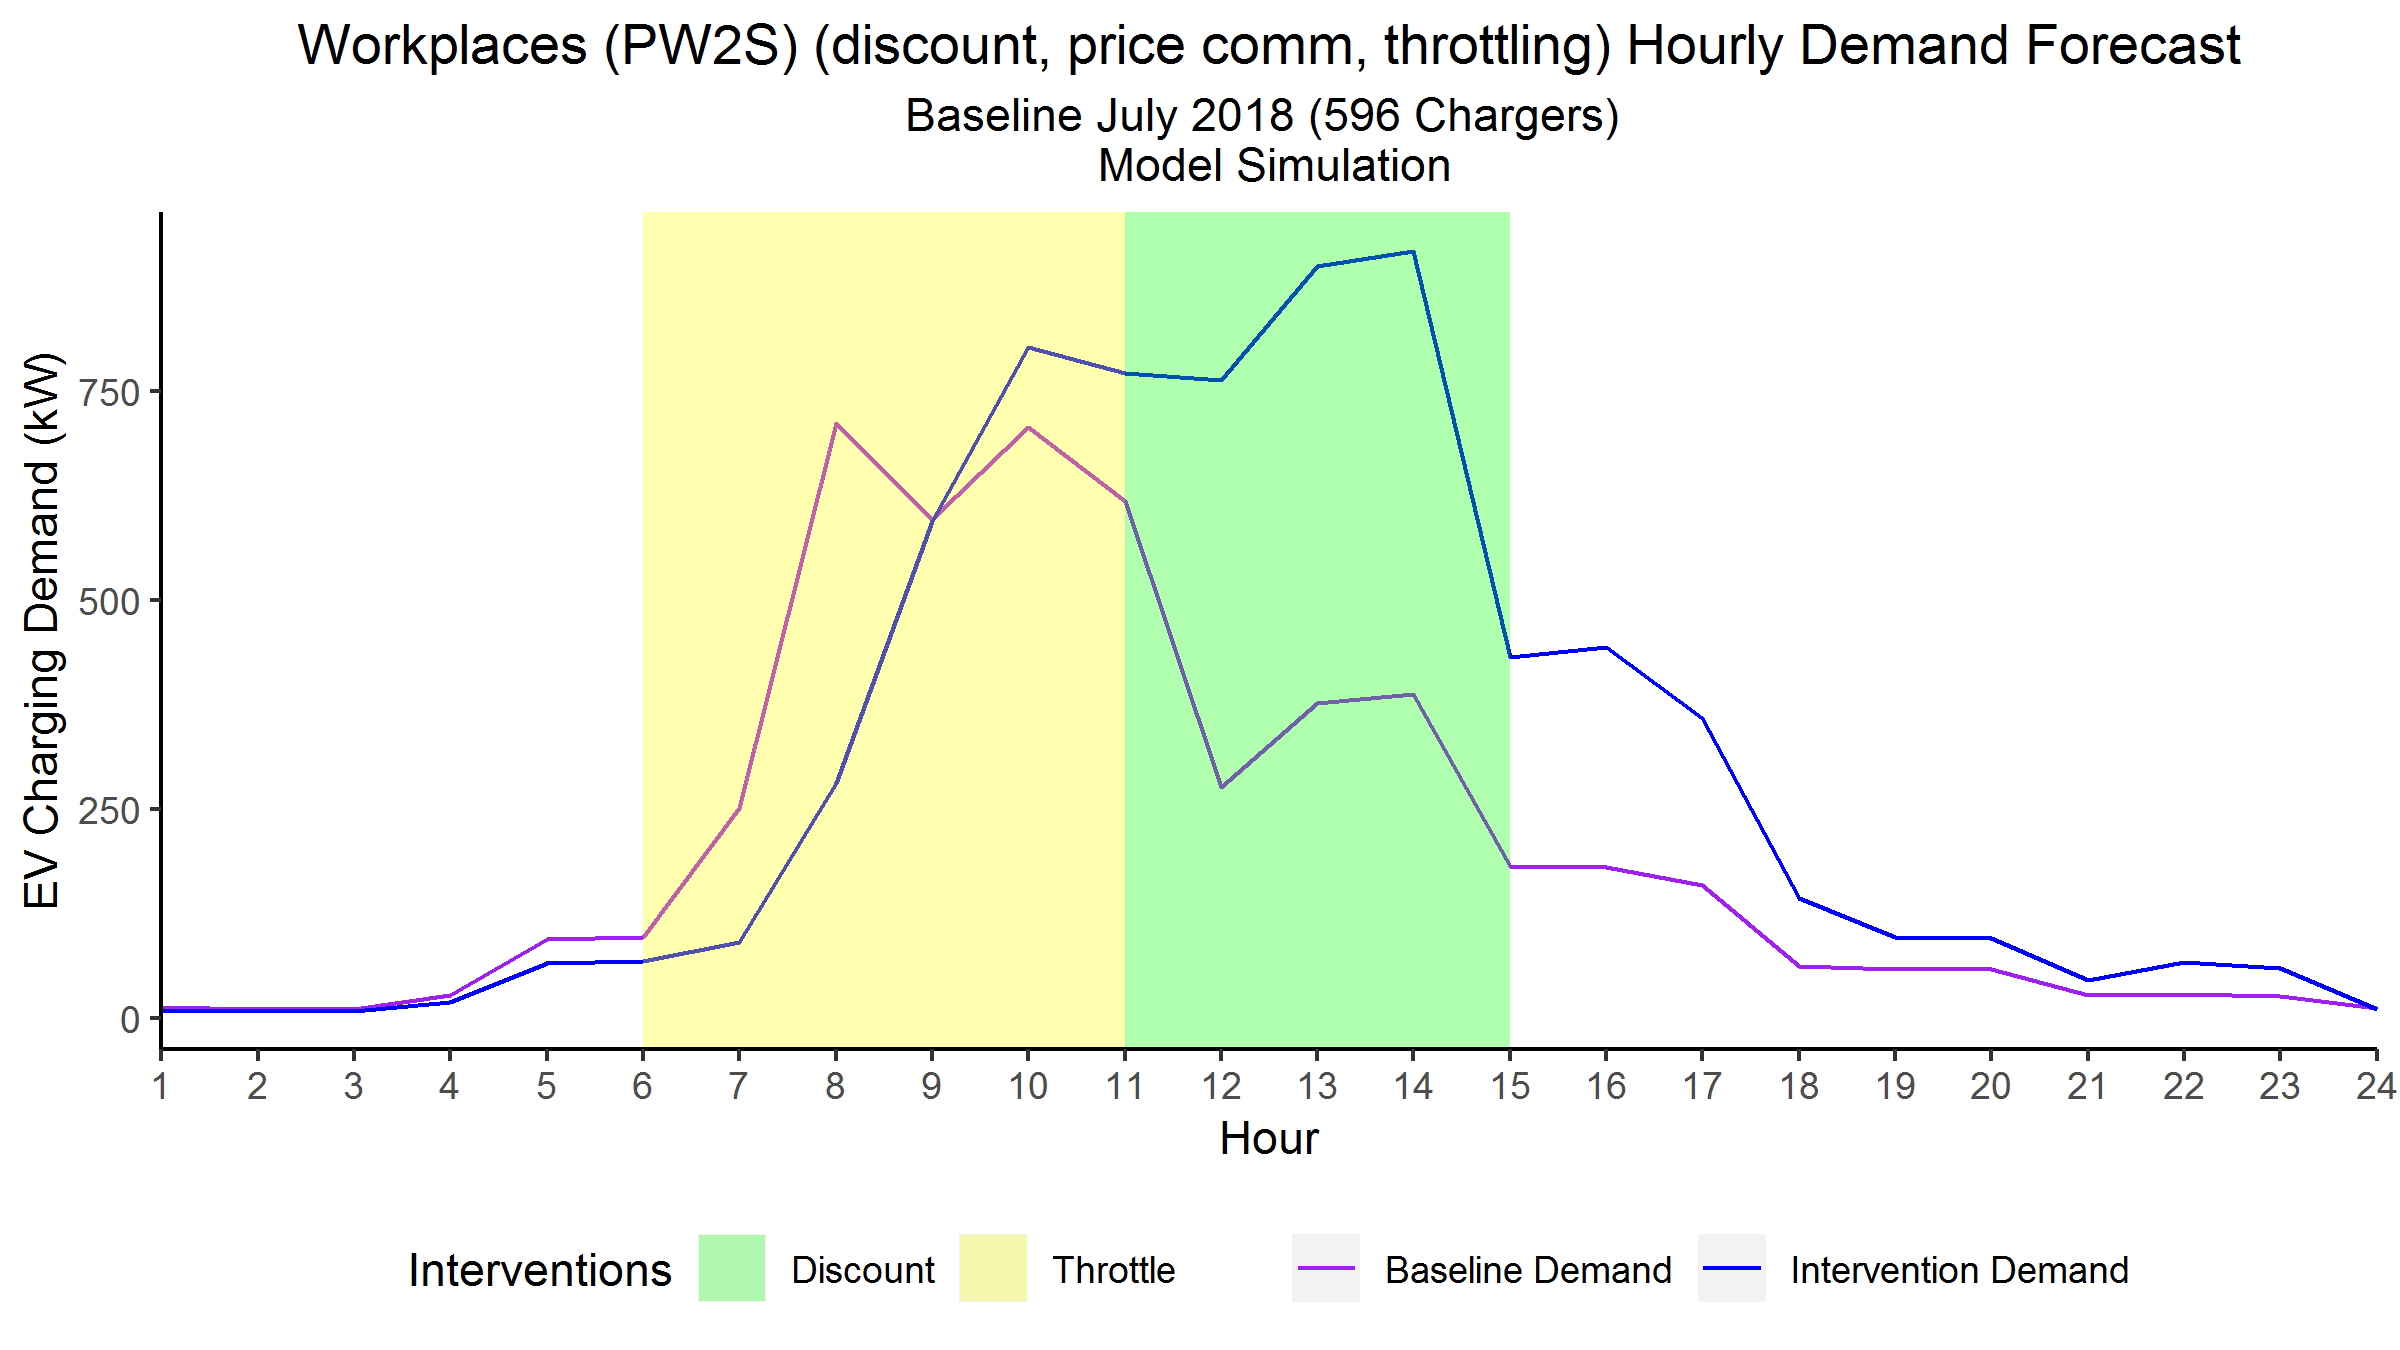 Workplaces (PW2S) (discount, price comm, throttling) Hourly Demand Forecast
Baseline July 2018 (596 Chargers)
Model Simulation
EV Charging Demand (kW)
750
500
250
0
1 2 3 4 5 6 7 8 9 10 11 12 13 14 15 16 17 18 19 20 21 22 23 24
Hour
Interventions Discount Throttle Baseline Demand Intervention Demand